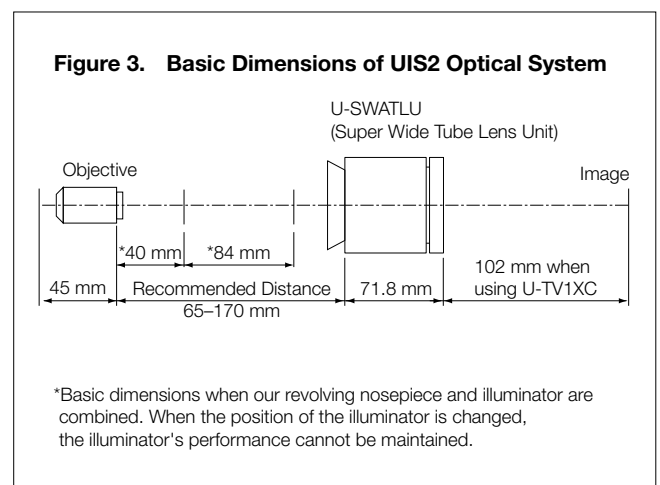 Figure 3. Basic Dimensions of UIS2 Optical System
U-SWATLU
(Super Wide Tube Lens Unit)
Objective
Image
*40 mm
*84 mm
45 mm
Recommended Distance
65–170 mm
71.8 mm
102 mm when
using U-TV1XC
*Basic dimensions when our revolving nosepiece and illuminator are
combined. When the position of the illuminator is changed,
the illuminator's performance cannot be maintained.